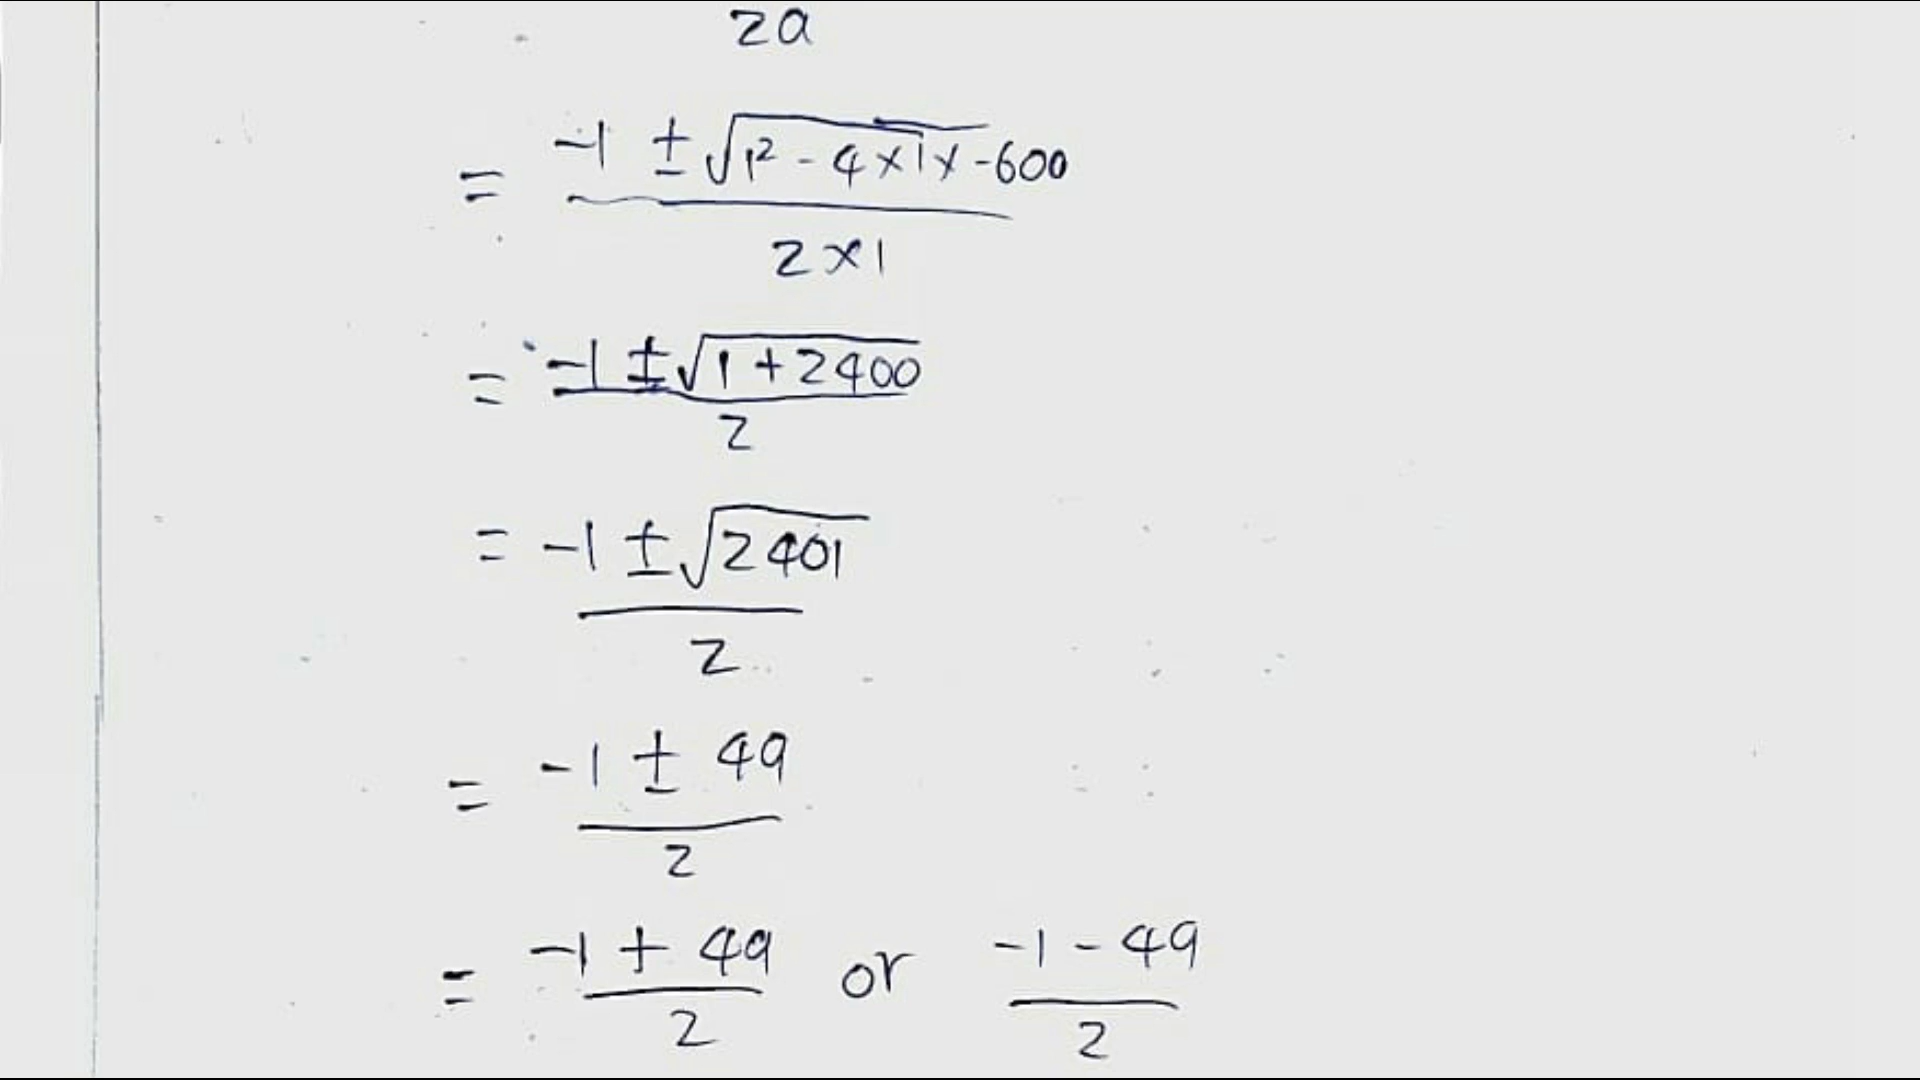 2a
= -1 ± √1² - 4×1×-600
2×1
= -1 ± √1+2400
2
= -1 ± √2401
2
= -1 ± 49
2
= -1 + 49 or -1 - 49
2 2